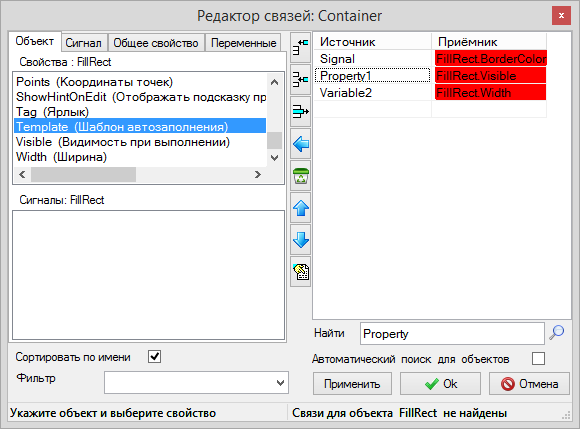 Редактор связей: Container
x
Объект Сигнал Общее свойство Переменные
Свойства : FillRect
Points (Координаты точек)
ShowHintOnEdit (Отображать подсказку пр
Tag (Ярлык)
Template (Шаблон автозаполнения)
Visible (Видимость при выполнении)
Width (Ширина)
Сигналы: FillRect
Сортировать по имени
Фильтр
Источник Приёмник
Signal FillRect.BorderColor
Property1 FillRect.Visible
Variable2 FillRect.Width
Найти Property
Автоматический поиск для объектов
Применить Ok Отмена
Укажите объект и выберите свойство Связи для объекта FillRect не найдены